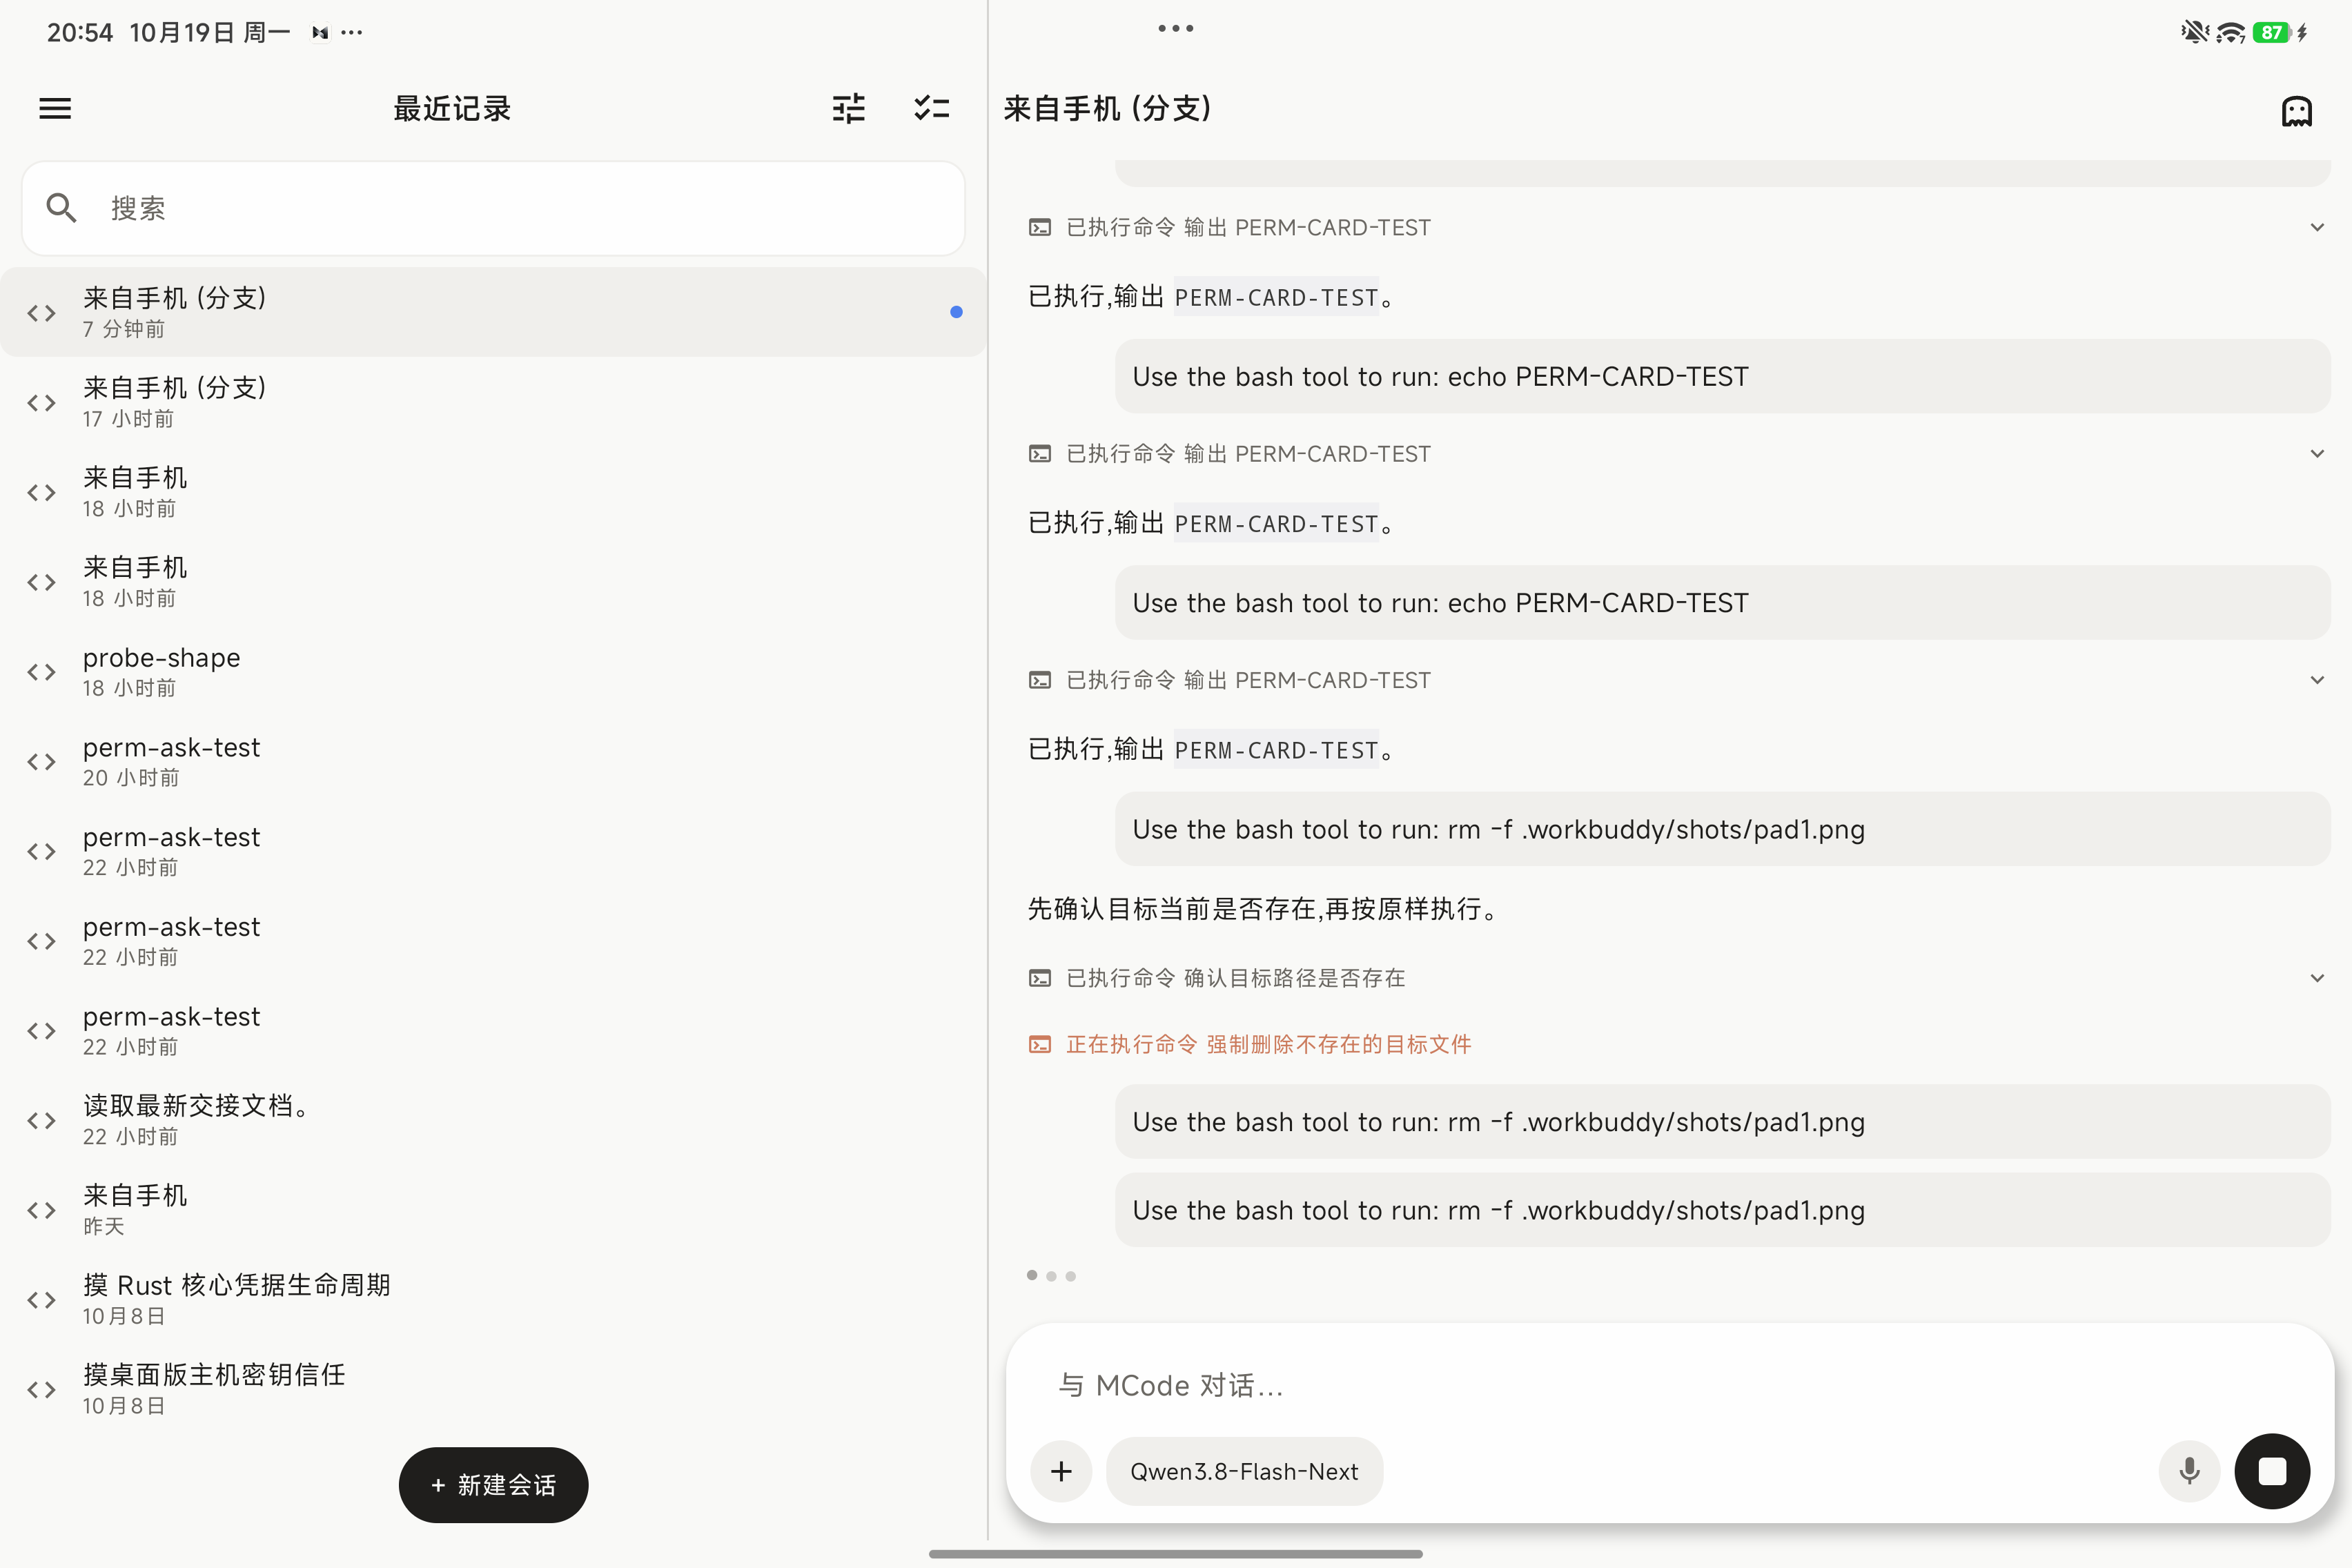 20:54 10月19日 周一
87
最近记录
搜索
来自手机 (分支)
7 分钟前
来自手机 (分支)
17 小时前
来自手机
18 小时前
来自手机
18 小时前
probe-shape
18 小时前
perm-ask-test
20 小时前
perm-ask-test
22 小时前
perm-ask-test
22 小时前
perm-ask-test
22 小时前
读取最新交接文档。
22 小时前
来自手机
昨天
摸 Rust 核心凭据生命周期
10月8日
摸桌面版主机密钥信任
10月8日
+ 新建会话
来自手机 (分支)
已执行命令 输出 PERM-CARD-TEST
已执行,输出 PERM-CARD-TEST。
Use the bash tool to run: echo PERM-CARD-TEST
已执行命令 输出 PERM-CARD-TEST
已执行,输出 PERM-CARD-TEST。
Use the bash tool to run: echo PERM-CARD-TEST
已执行命令 输出 PERM-CARD-TEST
已执行,输出 PERM-CARD-TEST。
Use the bash tool to run: rm -f .workbuddy/shots/pad1.png
先确认目标当前是否存在,再按原样执行。
已执行命令 确认目标路径是否存在
正在执行命令 强制删除不存在的目标文件
Use the bash tool to run: rm -f .workbuddy/shots/pad1.png
Use the bash tool to run: rm -f .workbuddy/shots/pad1.png
与 MCode 对话...
Qwen3.8-Flash-Next